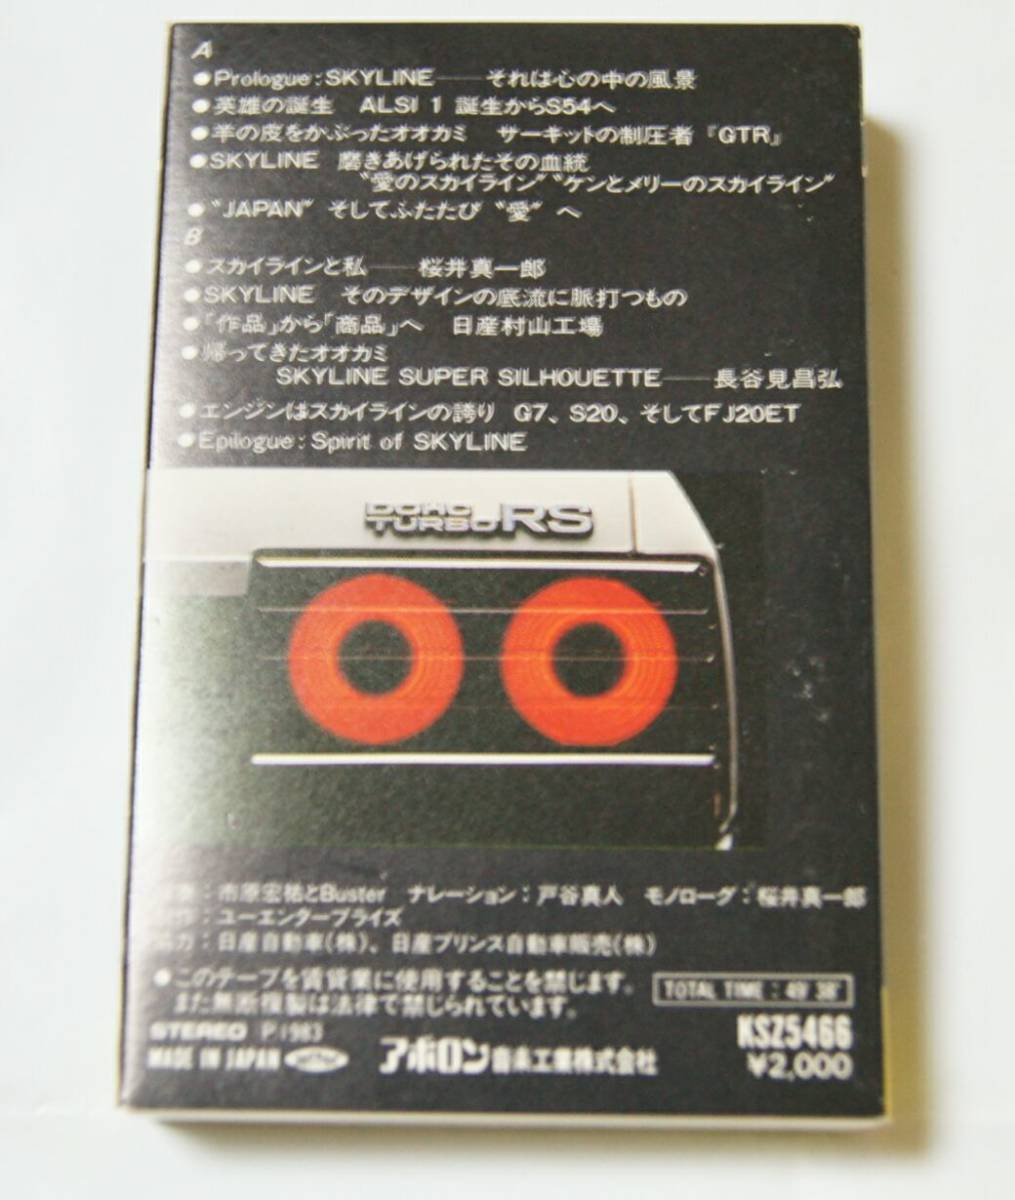 A
●Prologue:SKYLINE──それは心の中の風景
●英雄の誕生 ALSI 1 誕生からS54へ
●羊の皮をかぶったオオカミ サーキットの制圧者『GTR』
●SKYLINE 磨きあげられたその血統
“愛のスカイライン”“ケンとメリーのスカイライン”
●“JAPAN”そしてふたたび“愛”へ
B
●スカイラインと私──桜井真一郎
●SKYLINE そのデザインの底流に脈打つもの
●「作品」から「商品」へ 日産村山工場
●帰ってきたオオカミ
SKYLINE SUPER SILHOUETTE──長谷見昌弘
●エンジンはスカイラインの誇り G7、S20、そしてFJ20ET
●Epilogue:Spirit of SKYLINE
DOHC
TURBO RS
:市原宏祐とBuster ナレーション:戸谷真人 モノローグ:桜井真一郎
作:ユーエンタープライズ
力:日産自動車(株)、日産プリンス自動車販売(株)
●このテープを賃貸業に使用することを禁じます。
また無断複製は法律で禁じられています。
TOTAL TIME:49'38"
STEREO P.1983
KSZ5466
MADE IN JAPAN
アポロン音楽工業株式会社
¥2,000